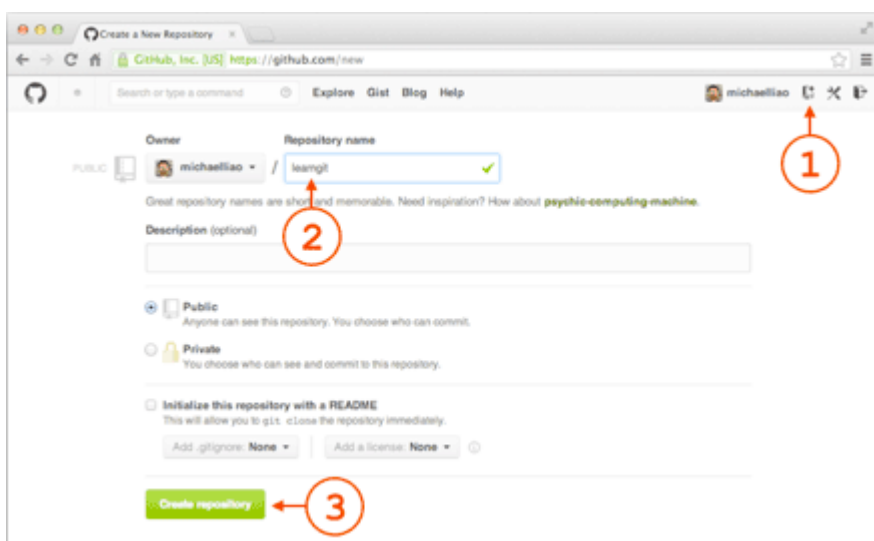 Create a New Repository
GitHub, Inc. [US] https://github.com/new
Search or type a command Explore Gist Blog Help michaelliao
1
Owner Repository name
PUBLIC michaelliao / learngit
Great repository names are short and memorable. Need inspiration? How about psychic-computing-machine.
2
Description (optional)
Public
Anyone can see this repository. You choose who can commit.
Private
You choose who can see and commit to this repository.
Initialize this repository with a README
This will allow you to git clone the repository immediately.
Add .gitignore: None Add a license: None
Create repository
3